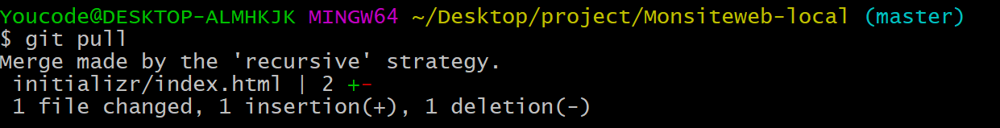 Youcode@DESKTOP-ALMHKJK MINGW64 ~/Desktop/project/Monsiteweb-local (master)
$ git pull
Merge made by the 'recursive' strategy.
 initializr/index.html | 2 +-
 1 file changed, 1 insertion(+), 1 deletion(-)